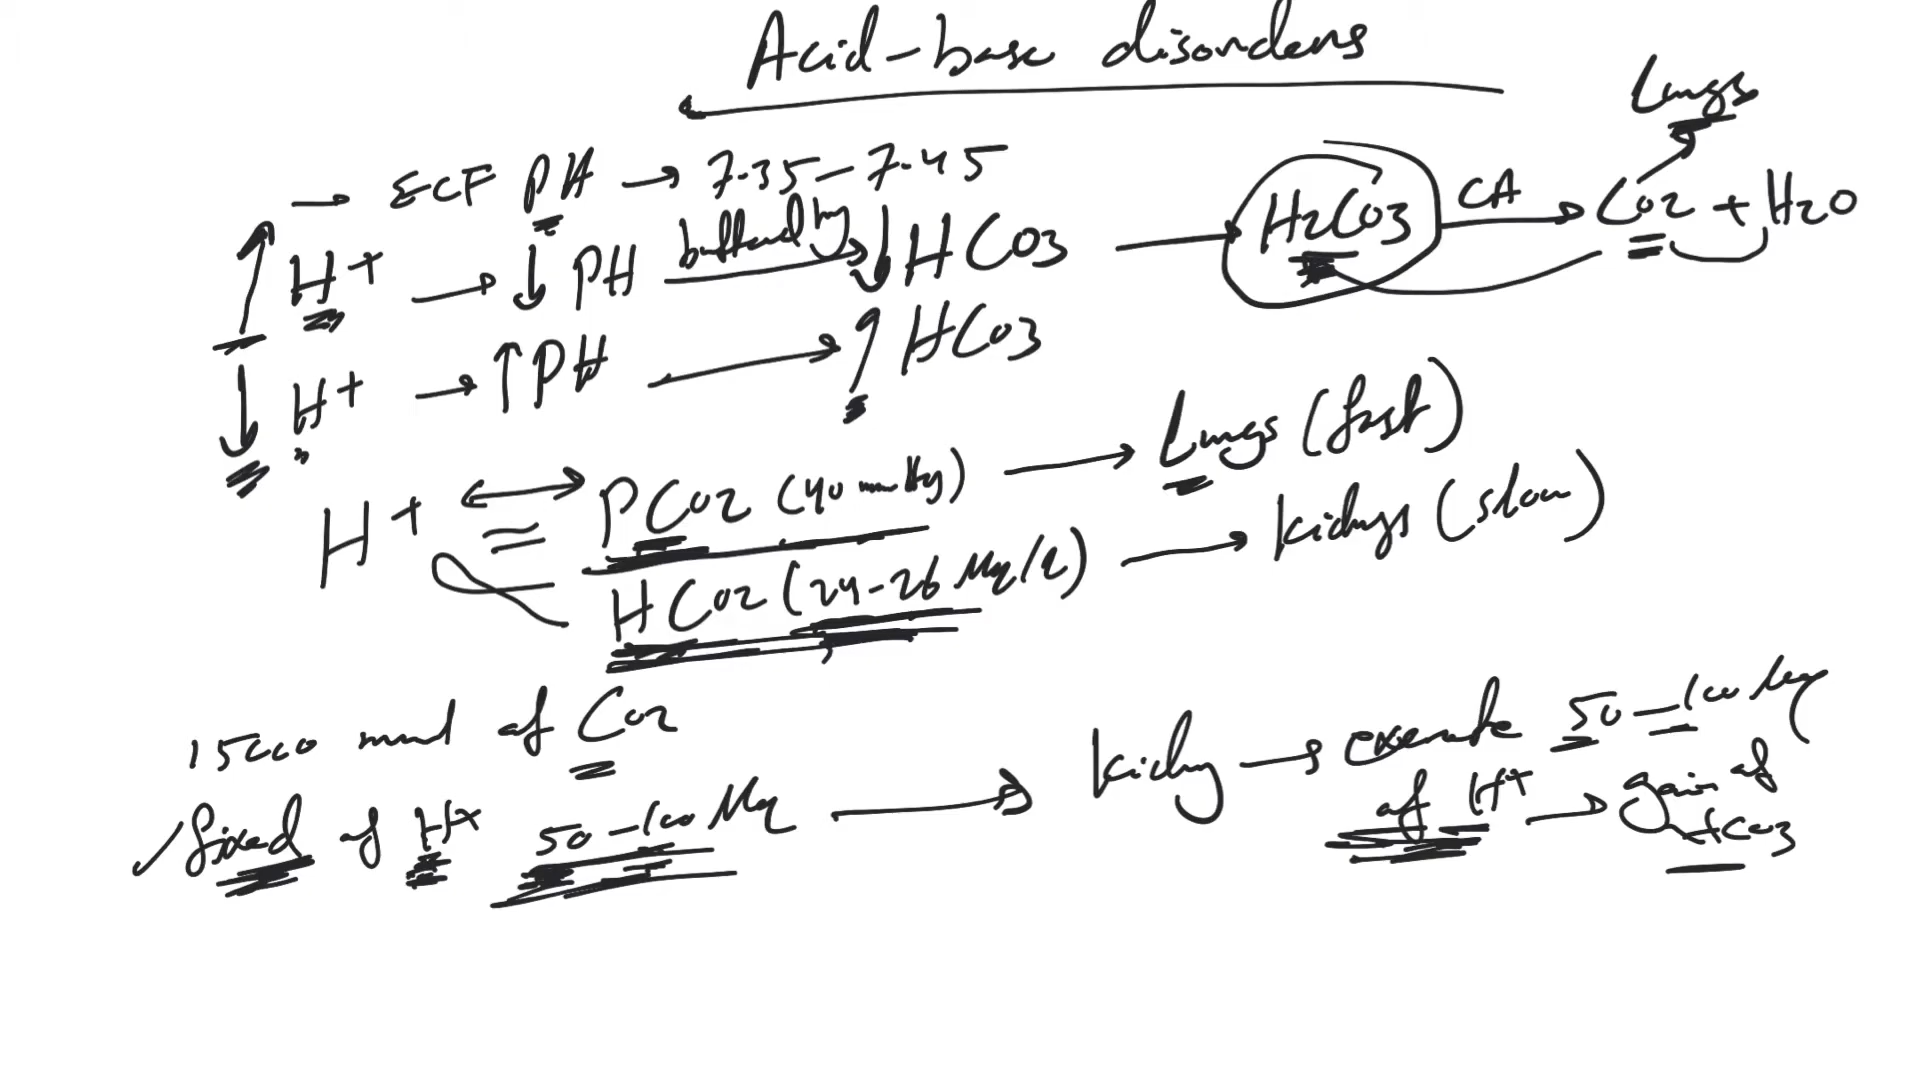 Acid-base disorders
Lungs
→ ECF PH → 7.35-7.45
↑ H+ → ↓ PH buffered by → ↓ HCO3 → H2CO3 CA → CO2 + H2O
↓ H+ → ↑ PH → ↑ HCO3
H+ ↔ PCO2 (40 mmHg) → Lungs (fast)
HCO2 (24-26 Meq/L) → kidneys (slow)
15000 mmol of CO2
✓ fixed of H+ 50-100 Meq → kidney → excrete 50-100 Meq
of H+ → gain of
HCO3